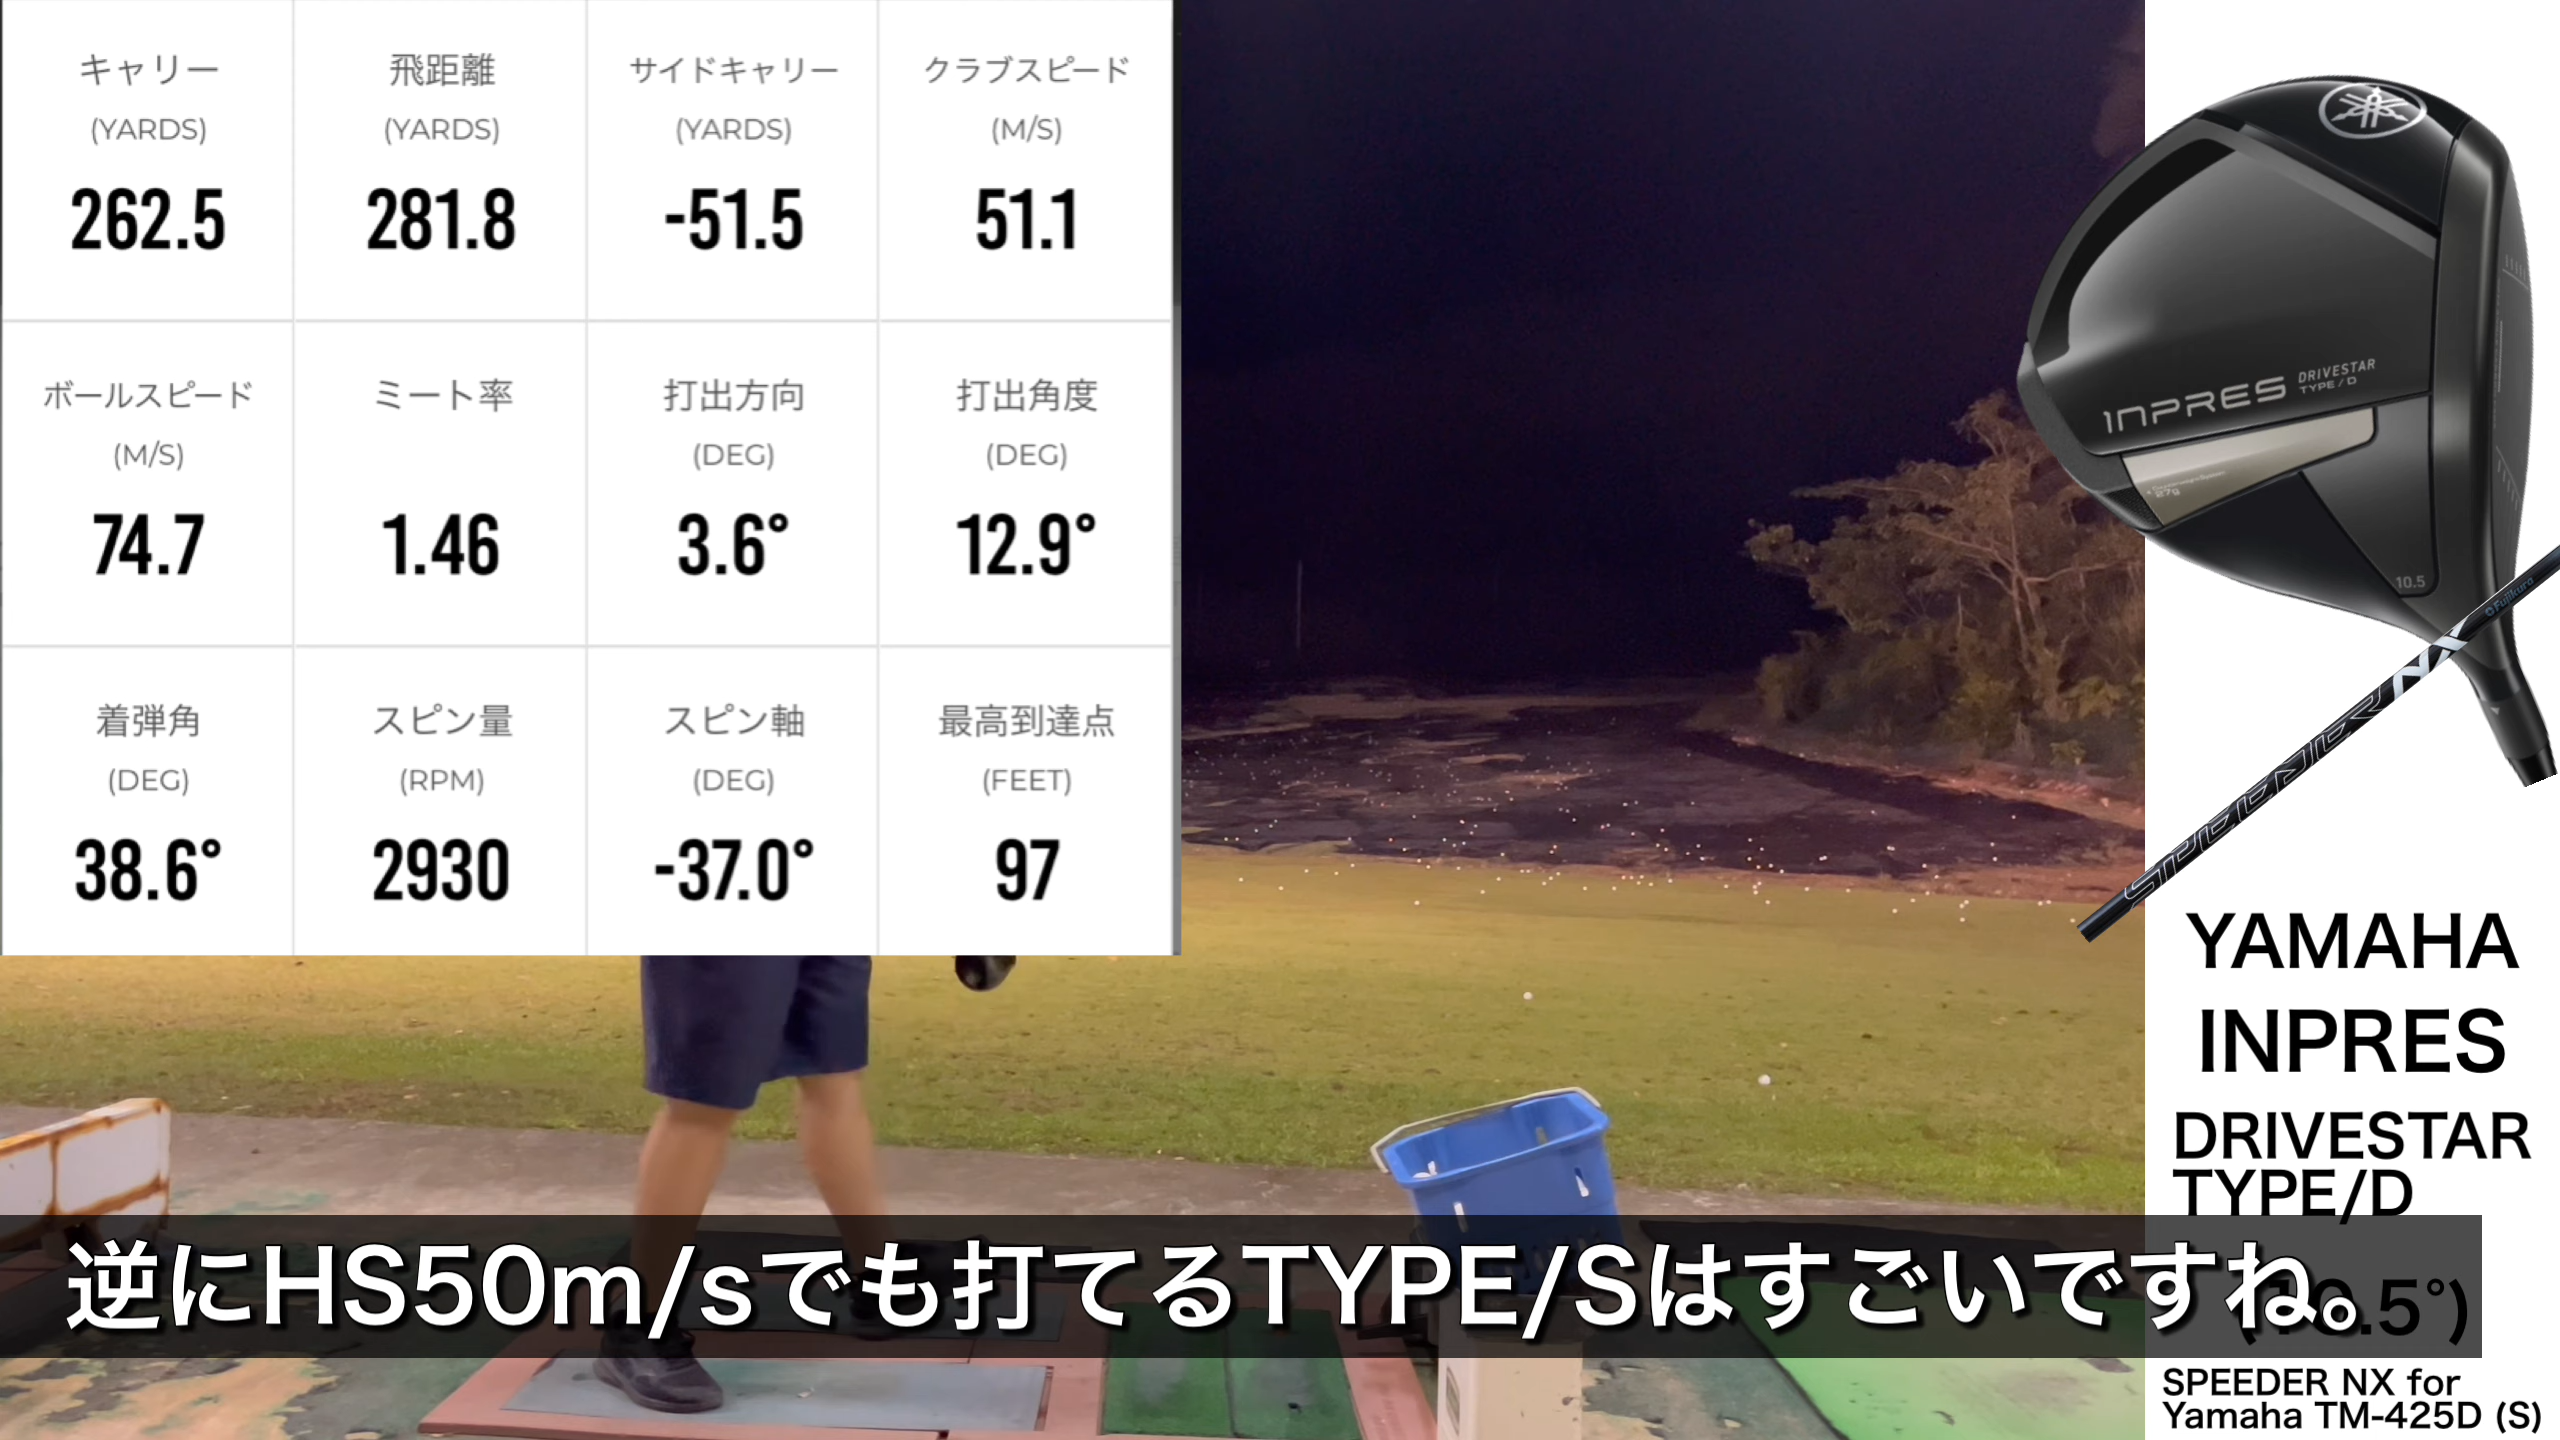 キャリー
(YARDS)
262.5
飛距離
(YARDS)
281.8
サイドキャリー
(YARDS)
-51.5
クラブスピード
(M/S)
51.1
ボールスピード
(M/S)
74.7
ミート率
1.46
打出方向
(DEG)
3.6°
打出角度
(DEG)
12.9°
着弾角
(DEG)
38.6°
スピン量
(RPM)
2930
スピン軸
(DEG)
-37.0°
最高到達点
(FEET)
97
INPRES DRIVESTAR
TYPE/D
27g
10.5
Fujikura
SPEEDER NX
YAMAHA
INPRES
DRIVESTAR
TYPE/D
(10.5°)
逆にHS50m/sでも打てるTYPE/Sはすごいですね。
SPEEDER NX for
Yamaha TM-425D (S)